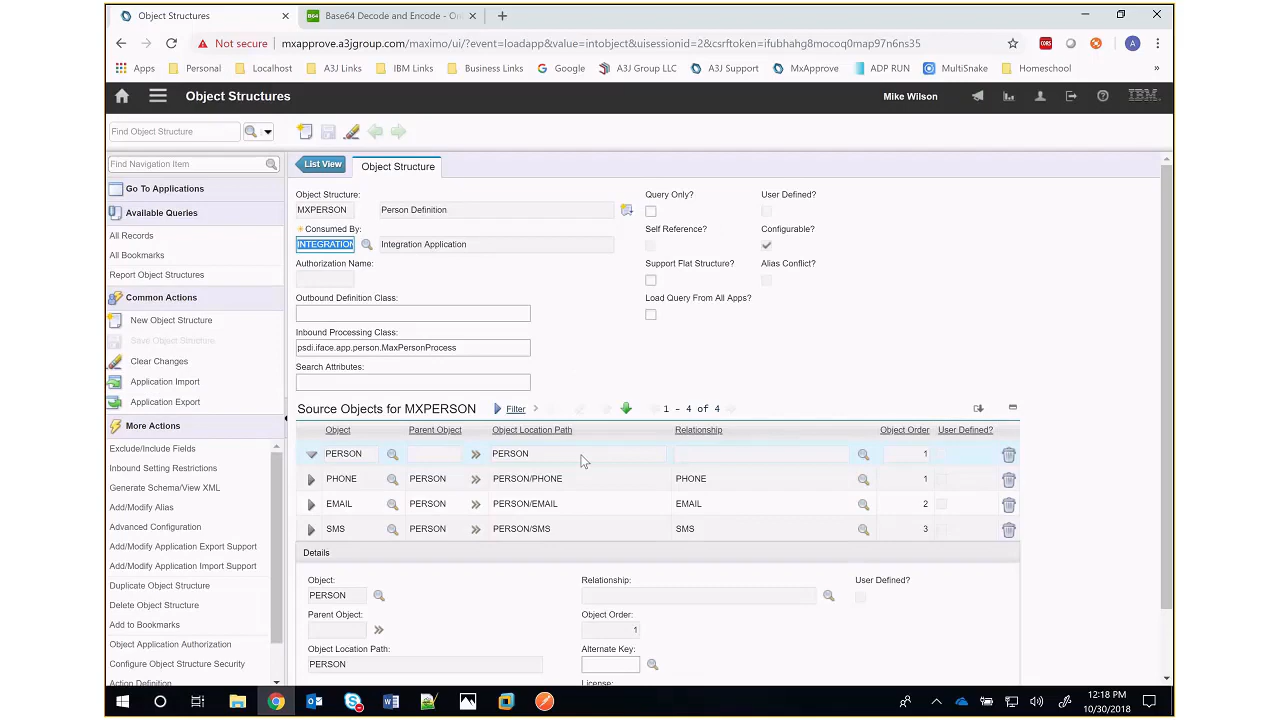 Object Structures
Base64 Decode and Encode - On
Not secure mxapprove.a3jgroup.com/maximo/ui/?event=loadapp&value=intobject&uisessionid=2&csrftoken=ifubhahg8mocoq0map97n6ns35
Apps Personal Localhost A3J Links IBM Links Business Links Google A3J Group LLC A3J Support MxApprove ADP RUN MultiSnake Homeschool
Object Structures Mike Wilson IBM
Find Object Structure
Find Navigation Item
Go To Applications
Available Queries
All Records
All Bookmarks
Report Object Structures
Common Actions
New Object Structure
Save Object Structure
Clear Changes
Application Import
Application Export
More Actions
Exclude/Include Fields
Inbound Setting Restrictions
Generate Schema/View XML
Add/Modify Alias
Advanced Configuration
Add/Modify Application Export Support
Add/Modify Application Import Support
Duplicate Object Structure
Delete Object Structure
Add to Bookmarks
Object Application Authorization
Configure Object Structure Security
Action Definition
List View Object Structure
Object Structure: Query Only? User Defined?
MXPERSON Person Definition
Consumed By: Self Reference? Configurable?
INTEGRATION Integration Application
Authorization Name: Support Flat Structure? Alias Conflict?
Outbound Definition Class: Load Query From All Apps?
Inbound Processing Class:
psdi.iface.app.person.MaxPersonProcess
Search Attributes:
Source Objects for MXPERSON Filter 1 - 4 of 4
Object Parent Object Object Location Path Relationship Object Order User Defined?
PERSON PERSON 1
PHONE PERSON PERSON/PHONE PHONE 1
EMAIL PERSON PERSON/EMAIL EMAIL 2
SMS PERSON PERSON/SMS SMS 3
Details
Object: Relationship: User Defined?
PERSON
Parent Object: Object Order:
1
Object Location Path: Alternate Key:
PERSON
License:
12:18 PM
10/30/2018